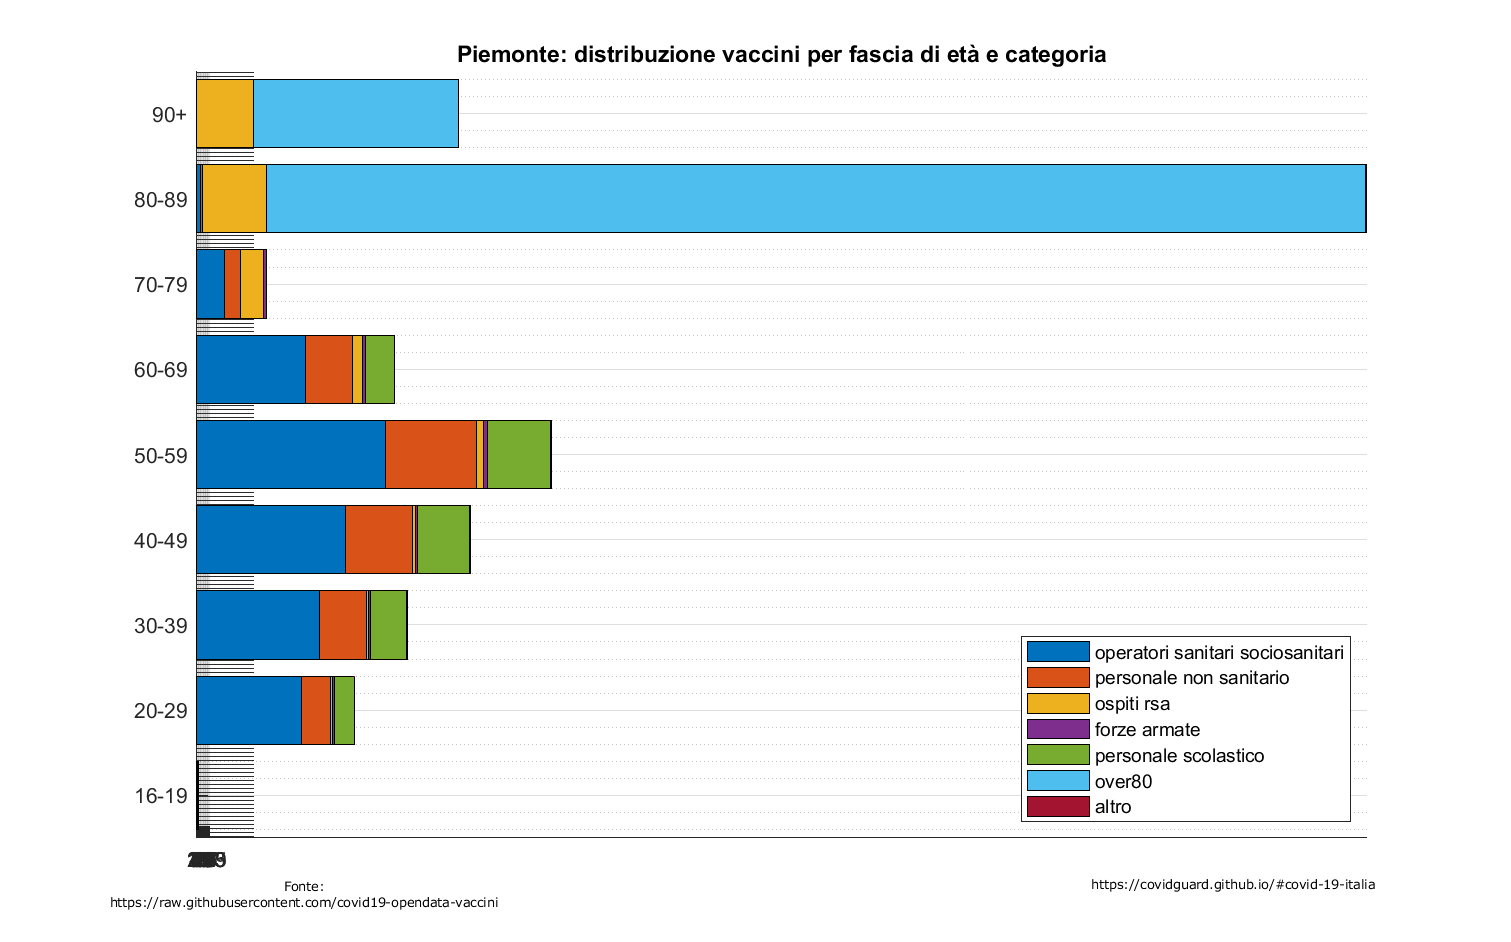 Piemonte: distribuzione vaccini per fascia di età e categoria
90+
80-89
70-79
60-69
50-59
40-49
30-39
20-29
16-19
operatori sanitari sociosanitari
personale non sanitario
ospiti rsa
forze armate
personale scolastico
over80
altro
Fonte:
https://raw.githubusercontent.com/covid19-opendata-vaccini
https://covidguard.github.io/#covid-19-italia